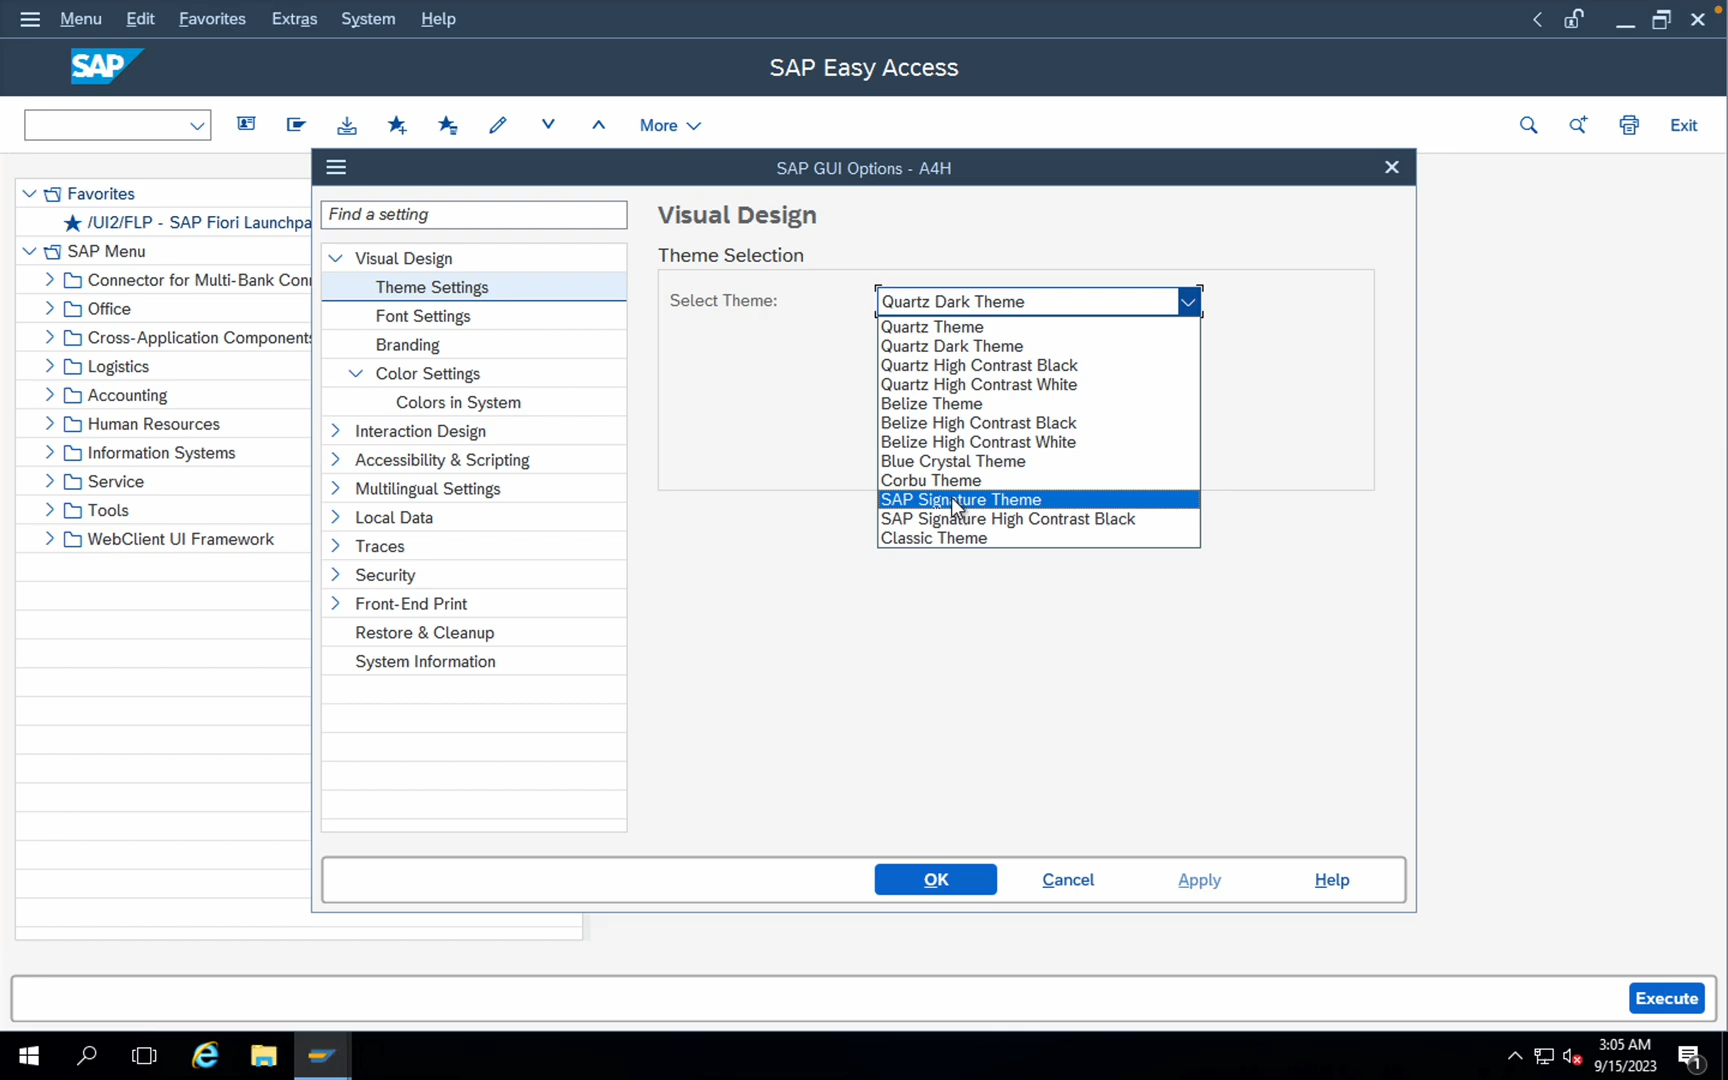 Menu Edit Favorites Extras System Help
SAP SAP Easy Access
More Exit
SAP GUI Options - A4H
Favorites
/UI2/FLP - SAP Fiori Launchpa
SAP Menu
Connector for Multi-Bank Con
Office
Cross-Application Components
Logistics
Accounting
Human Resources
Information Systems
Service
Tools
WebClient UI Framework
Find a setting
Visual Design
Theme Settings
Font Settings
Branding
Color Settings
Colors in System
Interaction Design
Accessibility & Scripting
Multilingual Settings
Local Data
Traces
Security
Front-End Print
Restore & Cleanup
System Information
Visual Design
Theme Selection
Select Theme: Quartz Dark Theme
Quartz Theme
Quartz Dark Theme
Quartz High Contrast Black
Quartz High Contrast White
Belize Theme
Belize High Contrast Black
Belize High Contrast White
Blue Crystal Theme
Corbu Theme
SAP Signature Theme
SAP Signature High Contrast Black
Classic Theme
OK Cancel Apply Help
Execute
3:05 AM
9/15/2023
1